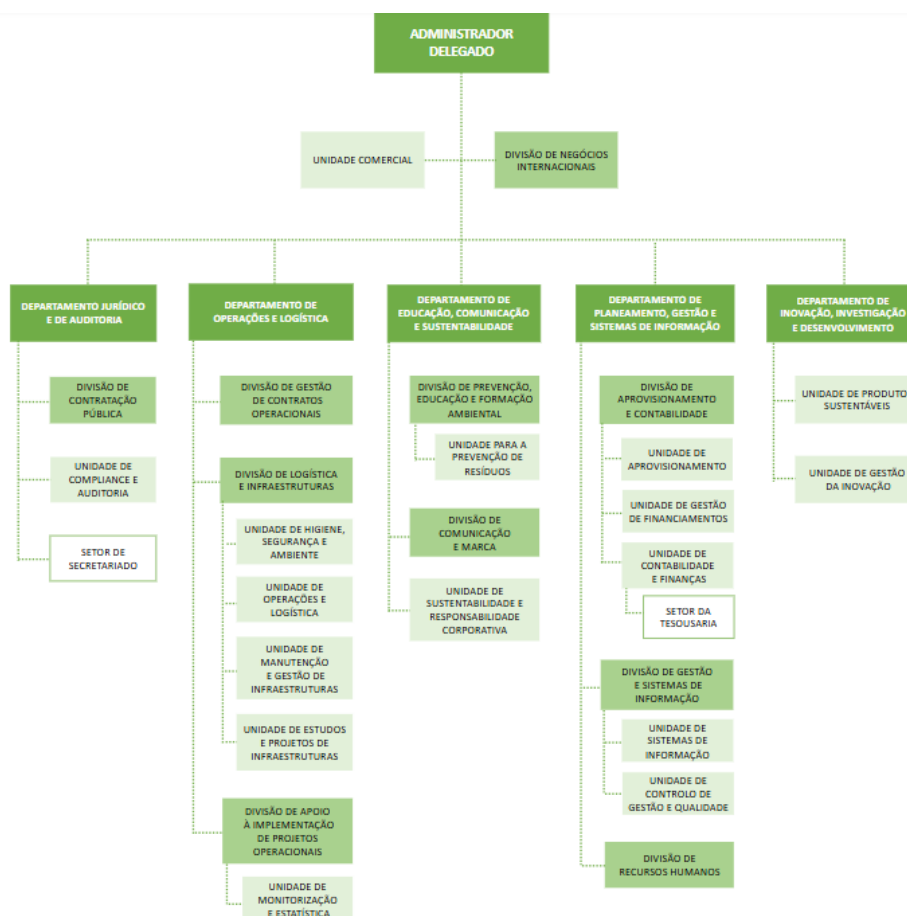 ADMINISTRADOR
DELEGADO
UNIDADE COMERCIAL
DIVISÃO DE NEGÓCIOS
INTERNACIONAIS
DEPARTAMENTO JURÍDICO
E DE AUDITORIA
DIVISÃO DE
CONTRATAÇÃO
PÚBLICA
UNIDADE DE
COMPLIANCE E
AUDITORIA
SETOR DE
SECRETARIADO
DEPARTAMENTO DE
OPERAÇÕES E LOGÍSTICA
DIVISÃO DE GESTÃO
DE CONTRATOS
OPERACIONAIS
DIVISÃO DE LOGÍSTICA
E INFRAESTRUTURAS
UNIDADE DE HIGIENE,
SEGURANÇA E
AMBIENTE
UNIDADE DE
OPERAÇÕES E
LOGÍSTICA
UNIDADE DE
MANUTENÇÃO
E GESTÃO DE
INFRAESTRUTURAS
UNIDADE DE ESTUDOS
E PROJETOS DE
INFRAESTRUTURAS
DIVISÃO DE APOIO
À IMPLEMENTAÇÃO
DE PROJETOS
OPERACIONAIS
UNIDADE DE
MONITORIZAÇÃO
E ESTATÍSTICA
DEPARTAMENTO DE
EDUCAÇÃO, COMUNICAÇÃO
E SUSTENTABILIDADE
DIVISÃO DE PREVENÇÃO,
EDUCAÇÃO E FORMAÇÃO
AMBIENTAL
UNIDADE PARA A
PREVENÇÃO DE
RESÍDUOS
DIVISÃO DE
COMUNICAÇÃO
E MARCA
UNIDADE DE
SUSTENTABILIDADE E
RESPONSABILIDADE
CORPORATIVA
DEPARTAMENTO DE
PLANEAMENTO, GESTÃO E
SISTEMAS DE INFORMAÇÃO
DIVISÃO DE
APROVISIONAMENTO
E CONTABILIDADE
UNIDADE DE
APROVISIONAMENTO
UNIDADE DE GESTÃO
DE FINANCIAMENTOS
UNIDADE DE
CONTABILIDADE
E FINANÇAS
SETOR DA
TESOUSARIA
DIVISÃO DE GESTÃO
E SISTEMAS DE
INFORMAÇÃO
UNIDADE DE
SISTEMAS DE
INFORMAÇÃO
UNIDADE DE
CONTROLO DE
GESTÃO E QUALIDADE
DIVISÃO DE
RECURSOS HUMANOS
DEPARTAMENTO DE
INOVAÇÃO, INVESTIGAÇÃO
E DESENVOLVIMENTO
UNIDADE DE PRODUTO
SUSTENTÁVEIS
UNIDADE DE GESTÃO
DA INOVAÇÃO